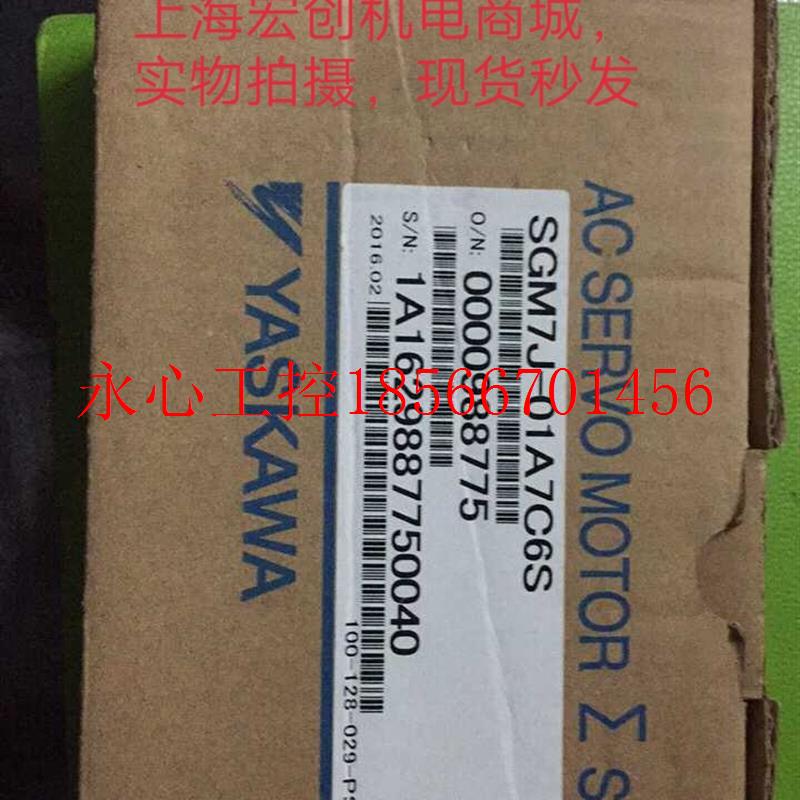 上海宏创机电商城，
实物拍摄，现货秒发
AC SERVO MOTOR Σ S
SGM7J-01A7C6S
O/N: 0000988775
S/N: 1A1629887750040
2016.02
100-128-029-PS
YASKAWA
永心工控18566701456